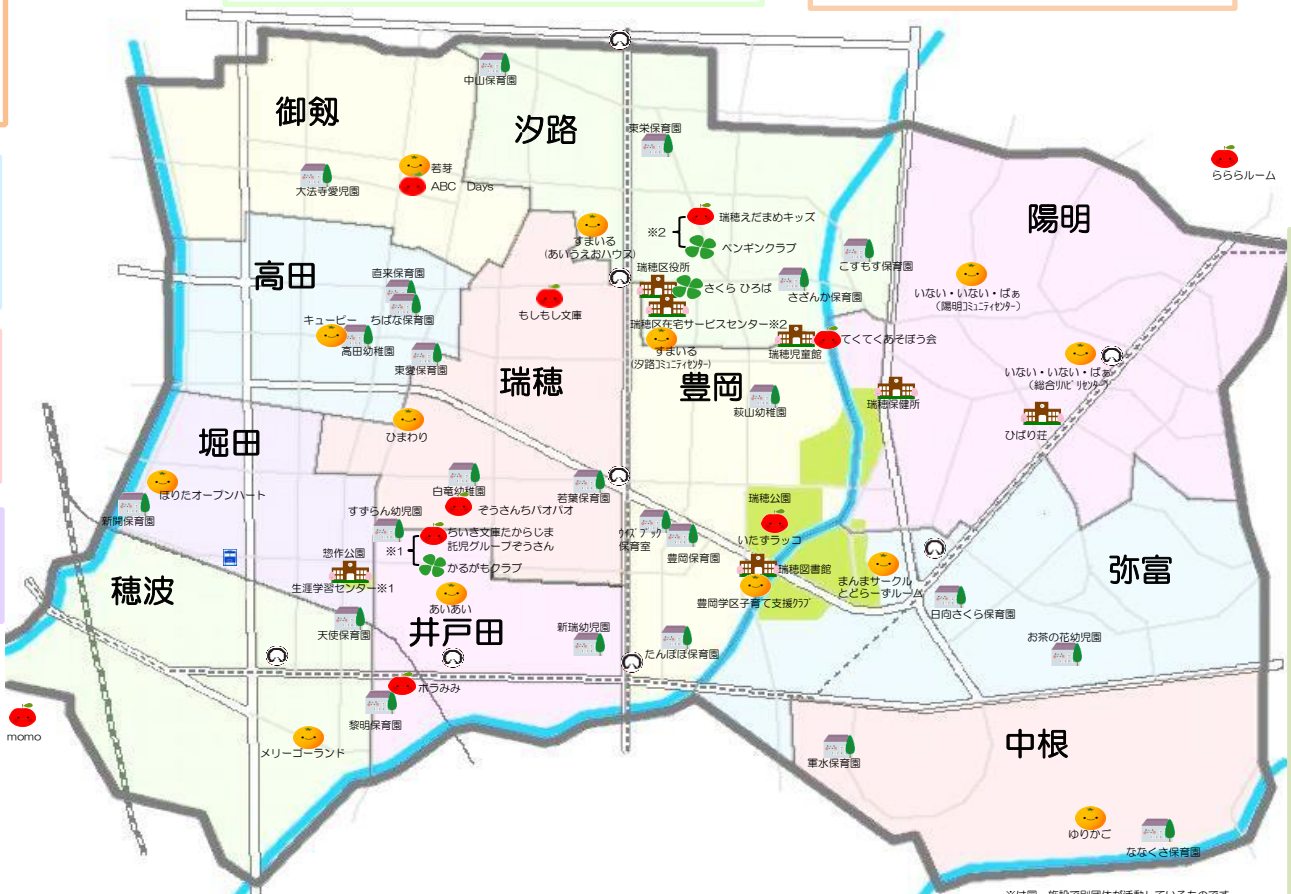 中山保育園
御剱
汐路
東栄保育園
若芽
ABC Days
大法寺愛児園
らららルーム
陽明
瑞穂えだまめキッズ
※2
ペンギンクラブ
すまいる
(あいうえおハウス)
こすもす保育園
高田
直来保育園
瑞穂区役所
さくら ひろば
さざんか保育園
いない・いない・ばぁ
(陽明コミュニティセンター)
もしもし文庫
キューピー
ちばな保育園
瑞穂区在宅サービスセンター※2
高田幼稚園
てくてくあそぼう会
すまいる
(汐路コミュニティセンター)
瑞穂児童館
東愛保育園
いない・いない・ばぁ
(総合リハビリセンター)
瑞穂
豊岡
萩山幼稚園
瑞穂保健所
ひまわり
ひばり荘
堀田
白竜幼稚園
若葉保育園
ほりたオープンハート
ぞうさんちパオパオ
瑞穂公園
すずらん幼児園
新開保育園
ちいき文庫たからじま
託児グループぞうさん
※1
いたずラッコ
ウィズブック
保育室
豊岡保育園
惣作公園
かるがもクラブ
瑞穂図書館
弥富
穂波
生涯学習センター※1
まんまサークル
とどらーずルーム
豊岡学区子育て支援クラブ
あいあい
日向さくら保育園
天使保育園
井戸田
新瑞幼児園
お茶の花幼児園
たんぽぽ保育園
ボラみみ
黎明保育園
momo
メリーゴーランド
中根
軍水保育園
ゆりかご
ななくさ保育園